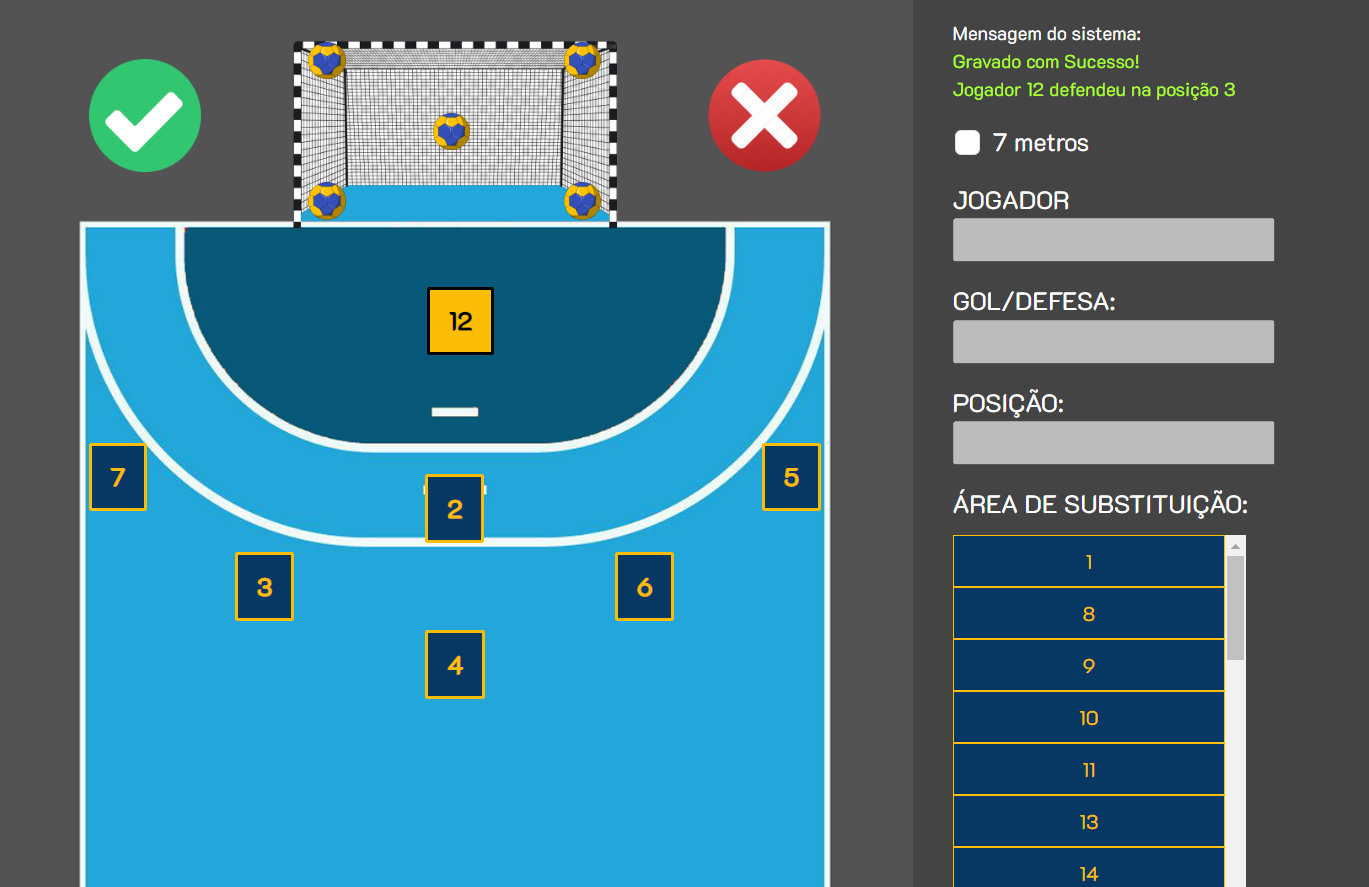 12
7
2
5
3
6
4
Mensagem do sistema:
Gravado com Sucesso!
Jogador 12 defendeu na posição 3
7 metros
JOGADOR
GOL/DEFESA:
POSIÇÃO:
ÁREA DE SUBSTITUIÇÃO:
1
8
9
10
11
13
14